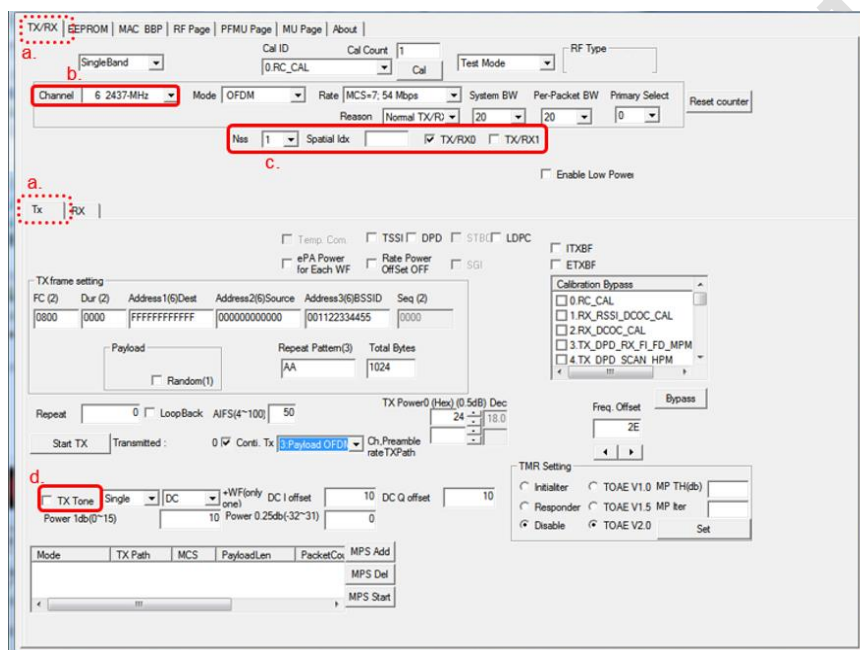 TX/RX EEPROM MAC BBP RF Page PFMU Page MU Page About
a.
Cal ID Cal Count 1 RF Type
SingleBand 0.RC_CAL Cal Test Mode
b.
Channel 6 2437-MHz Mode OFDM Rate MCS=7; 54 Mbps System BW Per-Packet BW Primary Select Reset counter
Reason Normal TX/R 20 20 0
Nss 1 Spatial Idx TX/RX0 TX/RX1
c.
Enable Low Power
a.
Tx RX
Temp. Com. TSSI DPD STBC LDPC
ePA Power for Each WF Rate Power OffSet OFF SGI
ITXBF
ETXBF
TX frame setting
FC (2) Dur (2) Address1(6)Dest Address2(6)Source Address3(6)BSSID Seq (2)
0800 0000 FFFFFFFFFFFF 000000000000 001122334455 0000
Calibration Bypass
0.RC_CAL
1.RX_RSSI_DCOC_CAL
2.RX_DCOC_CAL
3.TX_DPD_RX_FI_FD_MPM
4.TX_DPD_SCAN_HPM
Payload Repeat Pattern(3) Total Bytes
Random(1) AA 1024
Bypass
TX Power0 (Hex) (0.5dB) Dec
Repeat 0 LoopBack AIFS(4~100) 50 24 18.0
Freq. Offset
2E
Start TX Transmitted : 0 Conti. Tx 3:Payload OFDM Ch,Preamble
rateTXPath
d.
TX Tone Single DC +WF(only one) DC I offset 10 DC Q offset 10
Power 1db(0~15) 10 Power 0.25db(-32~31) 0
TMR Setting
Initialiter TOAE V1.0 MP TH(db)
Responder TOAE V1.5 MP Iter
Disable TOAE V2.0 Set
Mode TX Path MCS PayloadLen PacketCou MPS Add
MPS Del
MPS Start